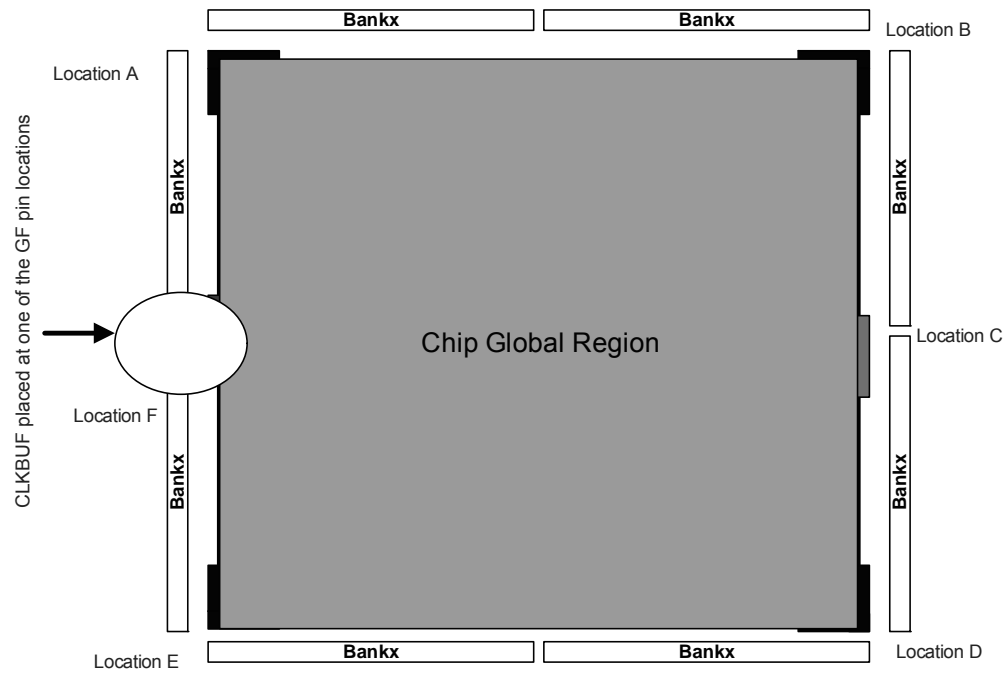 Bankx
Bankx
Location B
Location A
CLKBUF placed at one of the GF pin locations
Bankx
Bankx
Chip Global Region
Location C
Location F
Bankx
Bankx
Location E
Bankx
Bankx
Location D